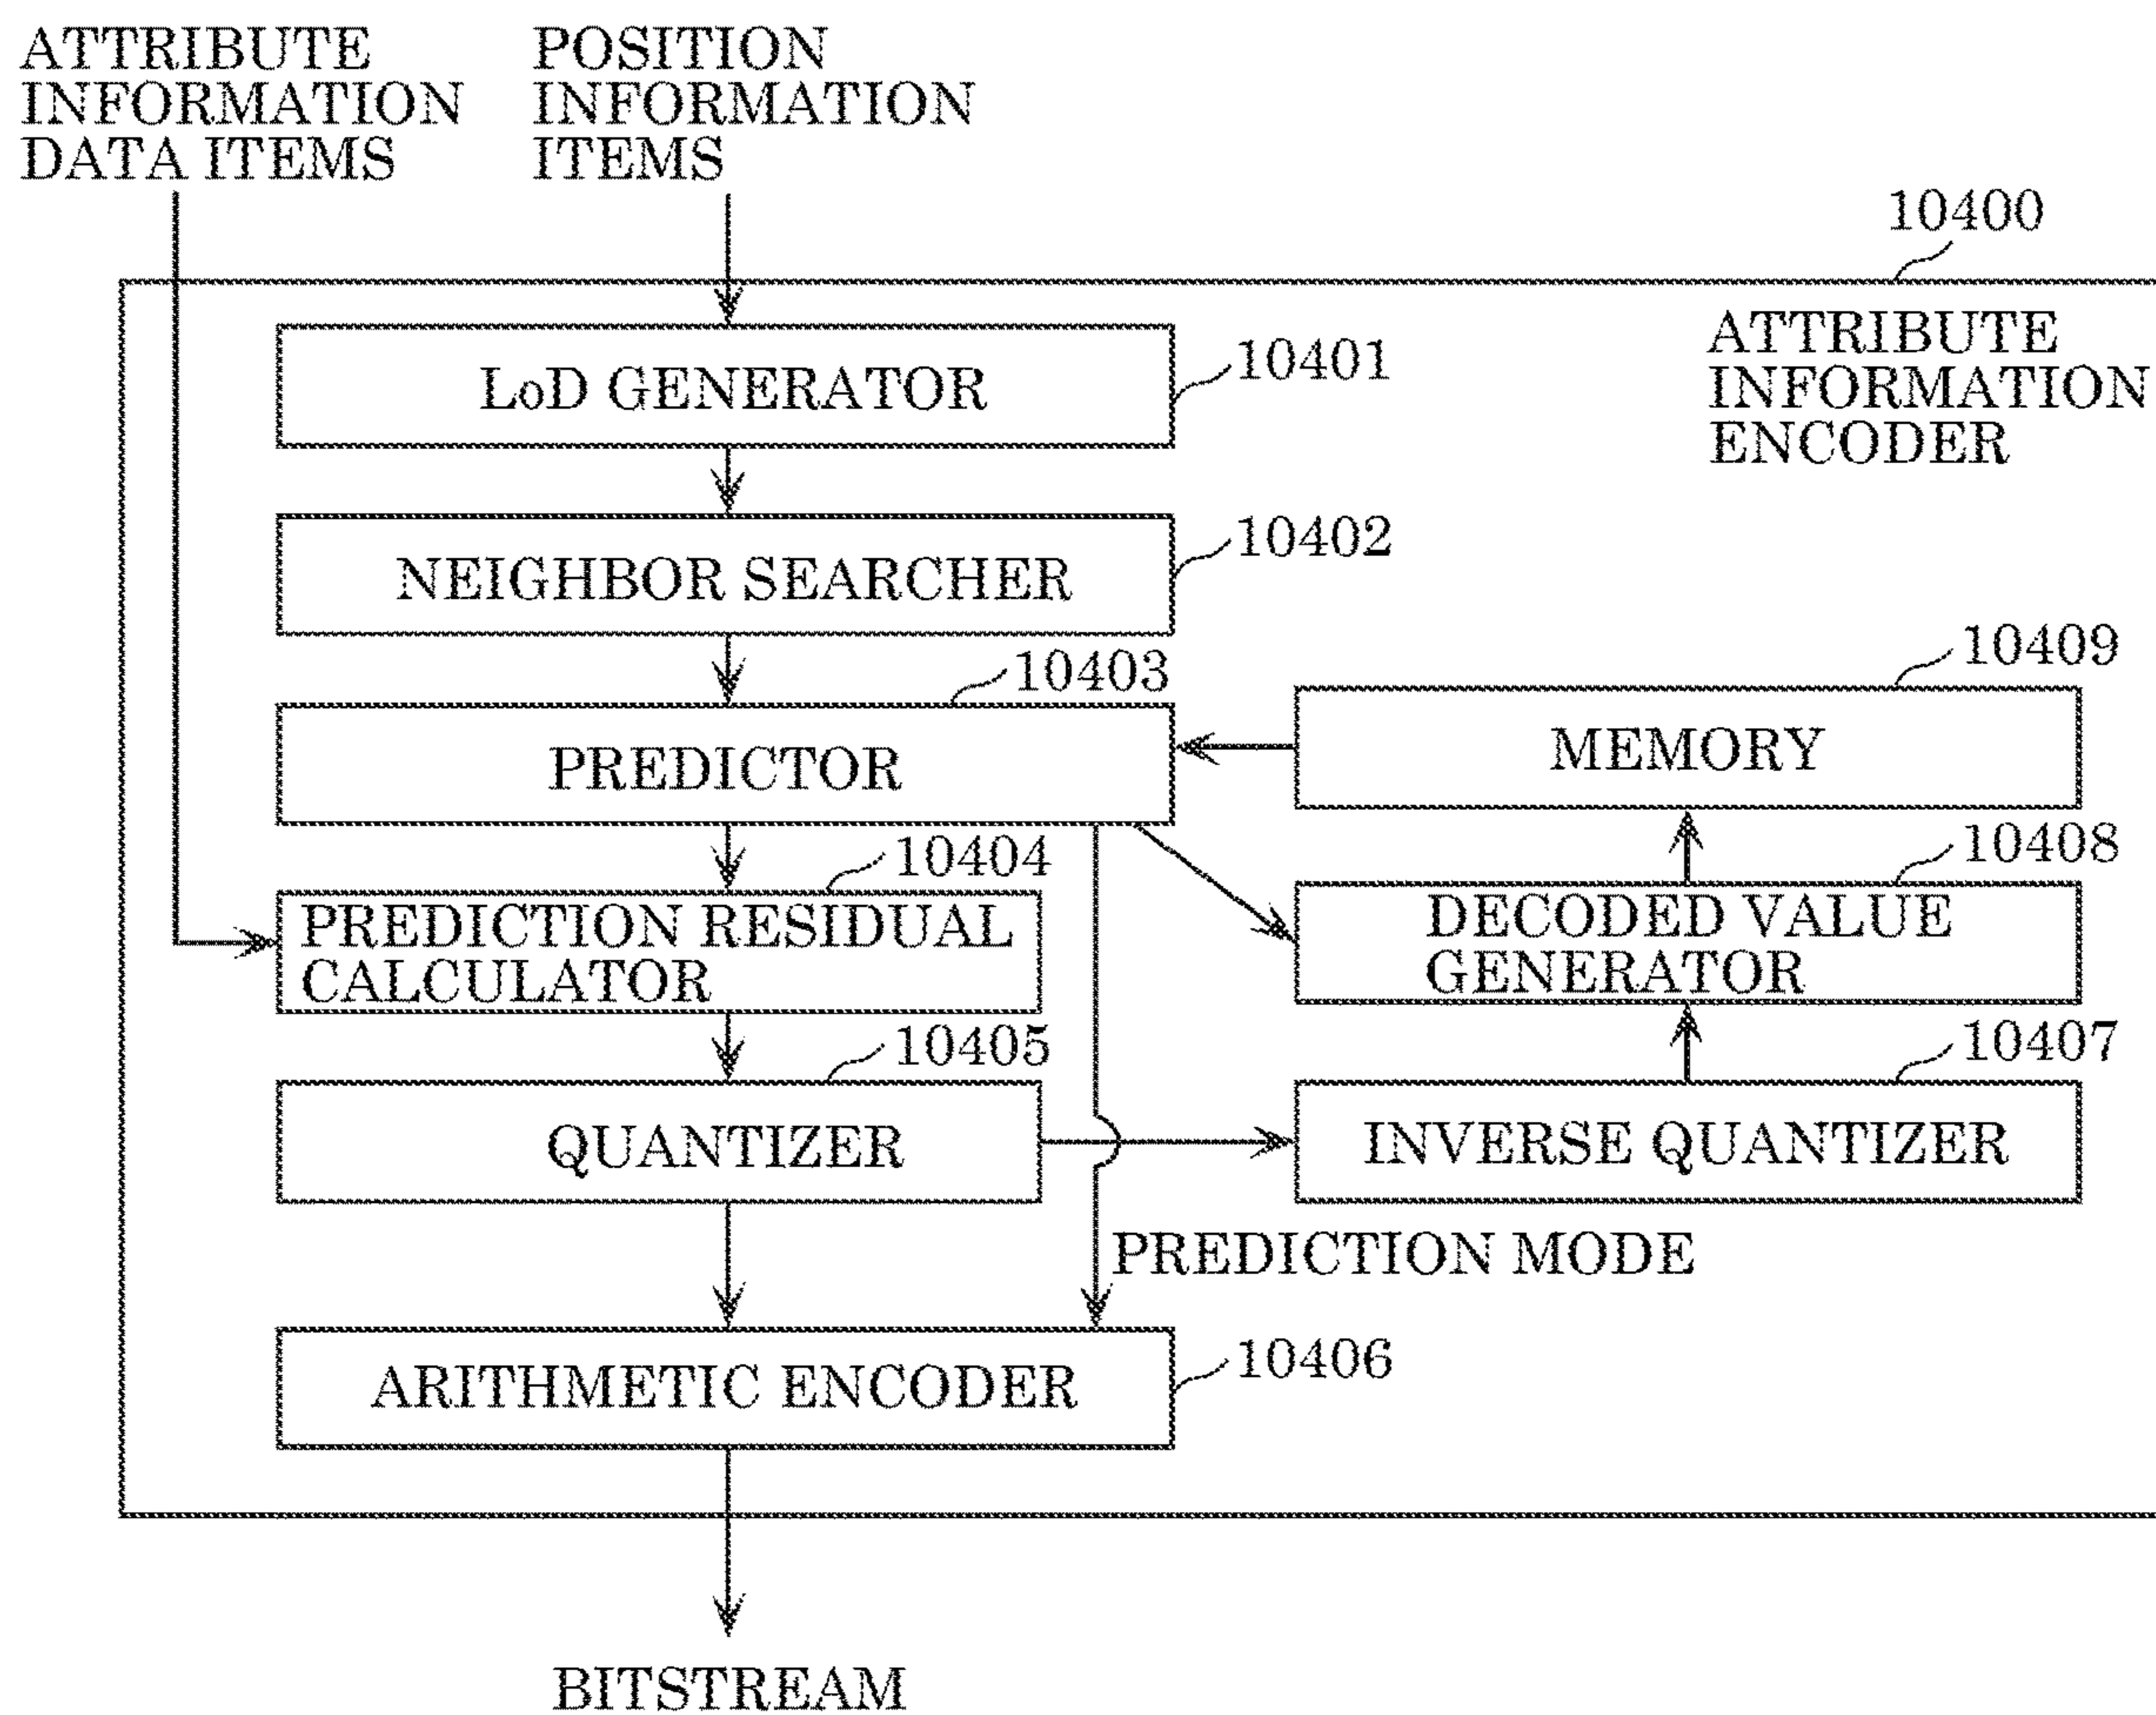 ATTRIBUTE
INFORMATION
DATA ITEMS
POSITION
INFORMATION
ITEMS
10400
ATTRIBUTE
INFORMATION
ENCODER
LoD GENERATOR
10401
NEIGHBOR SEARCHER
10402
10403
PREDICTOR
10409
MEMORY
10404
PREDICTION RESIDUAL
CALCULATOR
10408
DECODED VALUE
GENERATOR
10405
QUANTIZER
10407
INVERSE QUANTIZER
PREDICTION MODE
ARITHMETIC ENCODER
10406
BITSTREAM